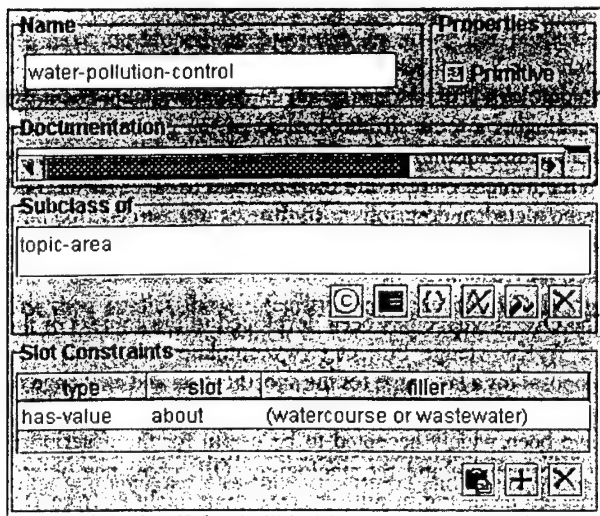 Name
Properties
water-pollution-control
Primitive
Documentation
Subclass of
topic-area
Slot Constraints
type slot filler
has-value about (watercourse or wastewater)